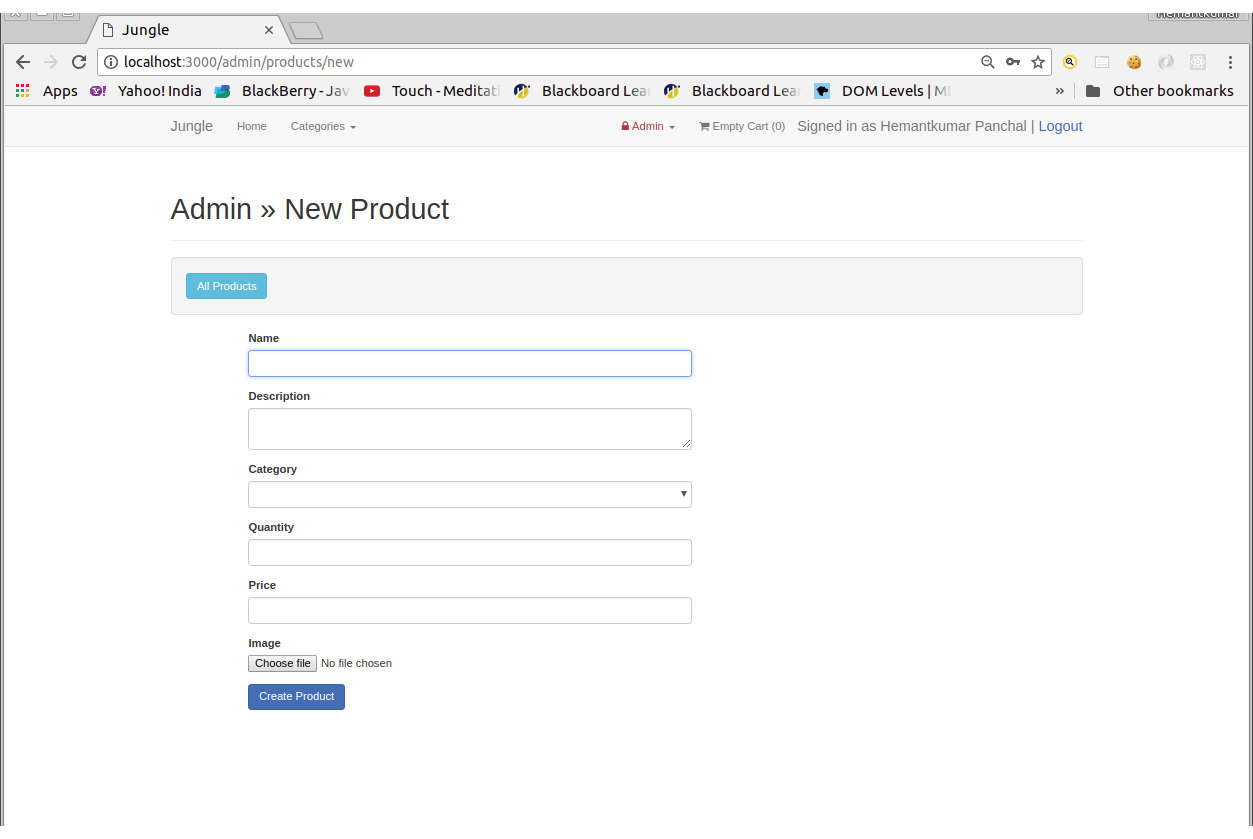 Hemantkumar
Jungle
localhost:3000/admin/products/new
Apps Yahoo! India BlackBerry - Jav Touch - Meditati Blackboard Lear Blackboard Lear DOM Levels | M » Other bookmarks
Jungle Home Categories Admin Empty Cart (0) Signed in as Hemantkumar Panchal | Logout
Admin » New Product
All Products
Name
Description
Category
Quantity
Price
Image
Choose file No file chosen
Create Product